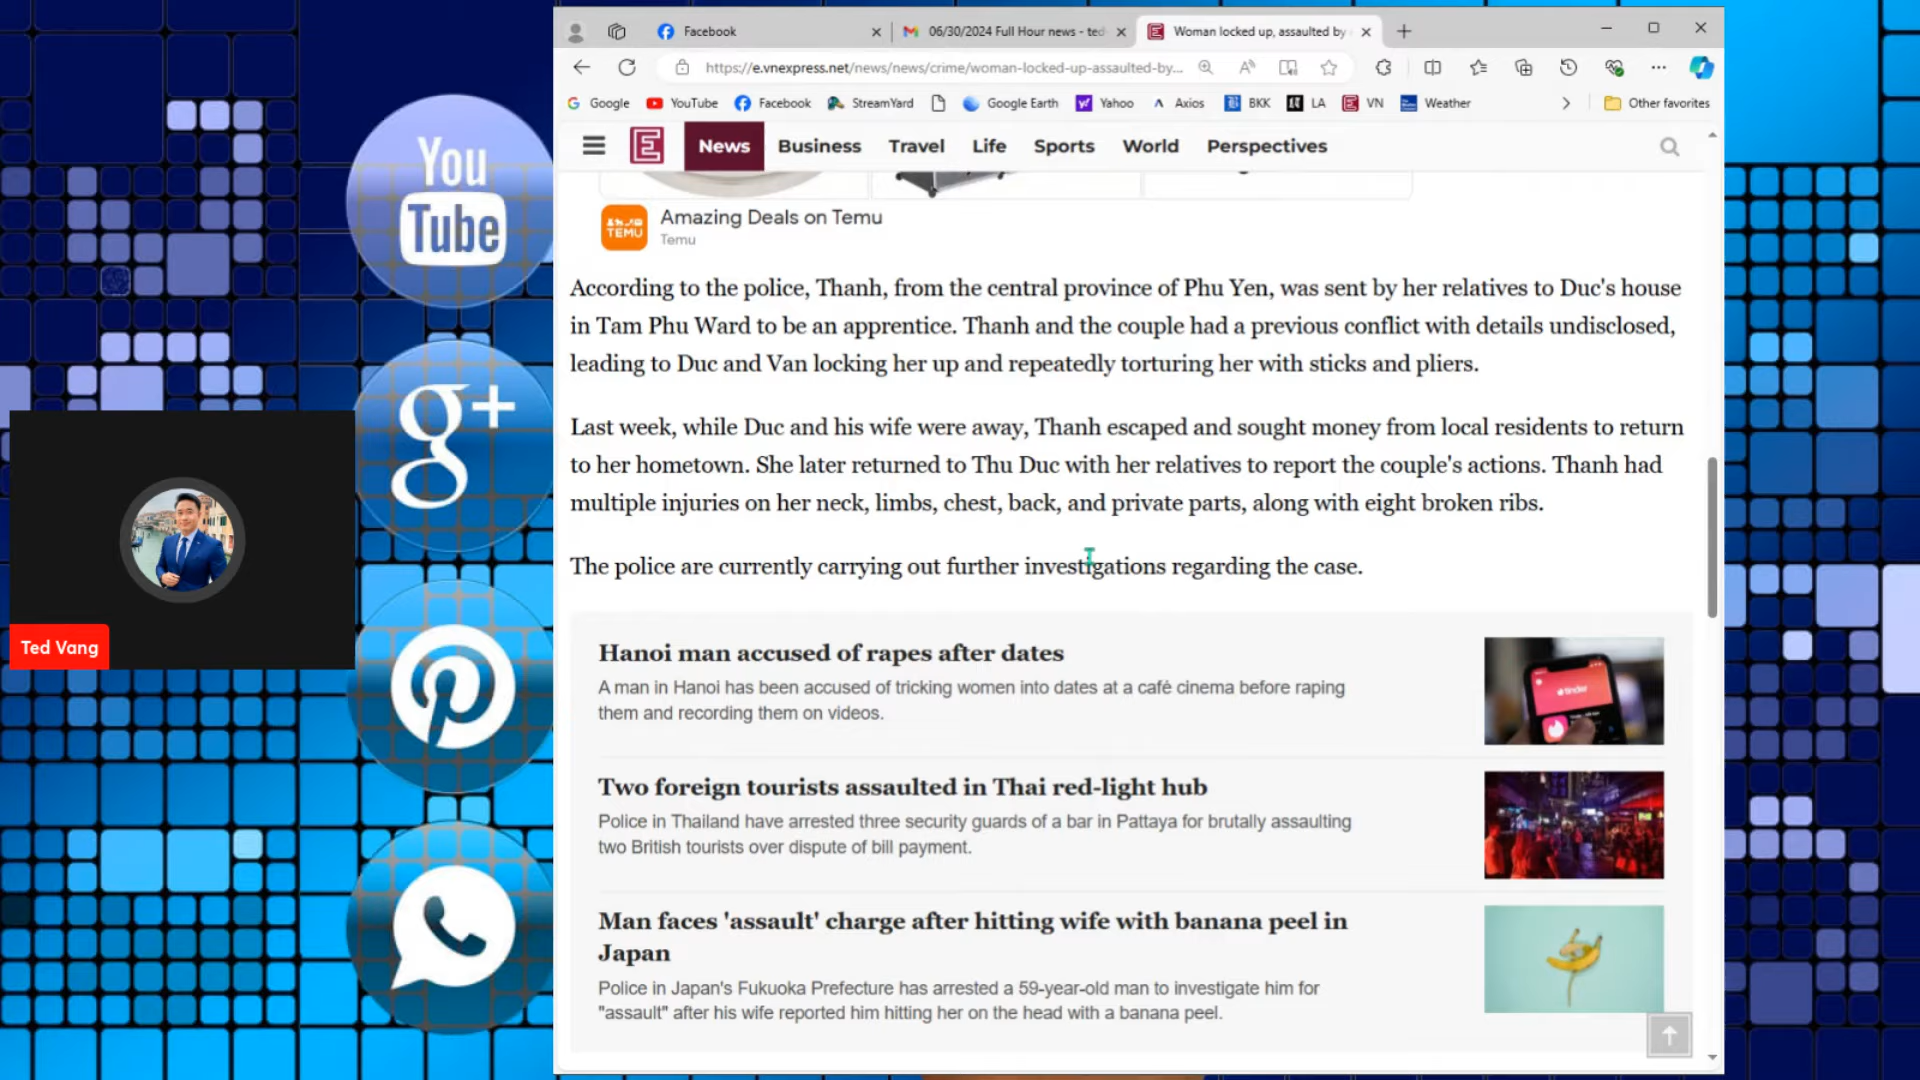 Facebook
06/30/2024 Full Hour news - ted
Woman locked up, assaulted by
https://e.vnexpress.net/news/news/crime/woman-locked-up-assaulted-by...
Google
YouTube
Facebook
StreamYard
Google Earth
Yahoo
Axios
BKK
LA
VN
Weather
Other favorites
E
News
Business
Travel
Life
Sports
World
Perspectives
TEMU
Amazing Deals on Temu
Temu
According to the police, Thanh, from the central province of Phu Yen, was sent by her relatives to Duc's house
in Tam Phu Ward to be an apprentice. Thanh and the couple had a previous conflict with details undisclosed,
leading to Duc and Van locking her up and repeatedly torturing her with sticks and pliers.
Last week, while Duc and his wife were away, Thanh escaped and sought money from local residents to return
to her hometown. She later returned to Thu Duc with her relatives to report the couple's actions. Thanh had
multiple injuries on her neck, limbs, chest, back, and private parts, along with eight broken ribs.
The police are currently carrying out further investigations regarding the case.
Hanoi man accused of rapes after dates
A man in Hanoi has been accused of tricking women into dates at a café cinema before raping
them and recording them on videos.
tinder
Two foreign tourists assaulted in Thai red-light hub
Police in Thailand have arrested three security guards of a bar in Pattaya for brutally assaulting
two British tourists over dispute of bill payment.
Man faces 'assault' charge after hitting wife with banana peel in
Japan
Police in Japan's Fukuoka Prefecture has arrested a 59-year-old man to investigate him for
"assault" after his wife reported him hitting her on the head with a banana peel.
You
Tube
g+
Ted Vang